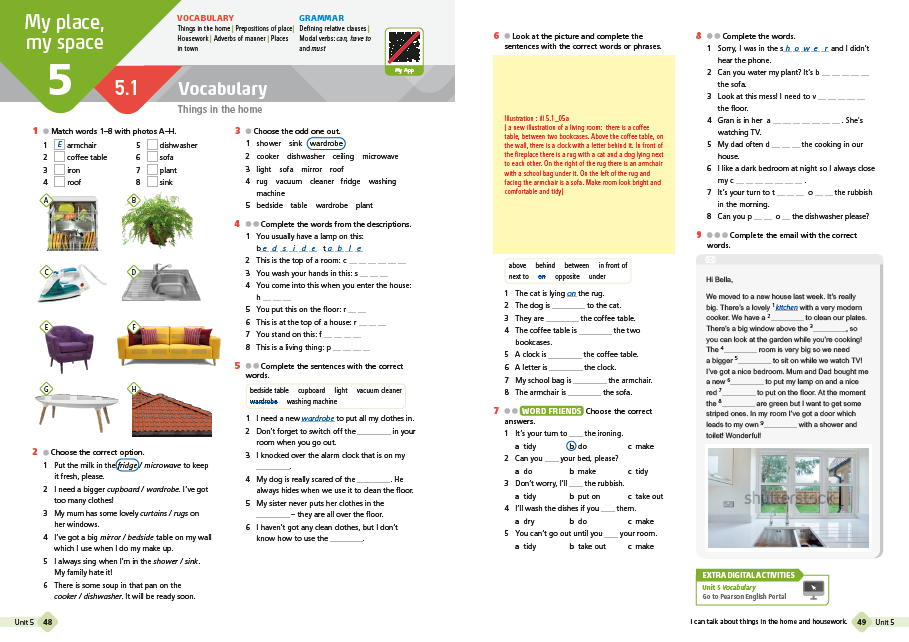 My place,
my space
5
VOCABULARY
Things in the home | Prepositions of place|
Housework | Adverbs of manner | Places
in town
GRAMMAR
Defining relative clauses |
Modal verbs: can, have to
and must
My App
5.1
Vocabulary
Things in the home
1 Match words 1–8 with photos A–H.
1 E armchair
2 coffee table
3 iron
4 roof
5 dishwasher
6 sofa
7 plant
8 sink
A
B
C
D
E
F
G
H
2 Choose the correct option.
1 Put the milk in the fridge / microwave to keep
it fresh, please.
2 I need a bigger cupboard / wardrobe. I've got
too many clothes!
3 My mum has some lovely curtains / rugs on
her windows.
4 I've got a big mirror / bedside table on my wall
which I use when I do my make up.
5 I always sing when I'm in the shower / sink.
My family hate it!
6 There is some soup in that pan on the
cooker / dishwasher. It will be ready soon.
3 Choose the odd one out.
1 shower sink wardrobe
2 cooker dishwasher ceiling microwave
3 light sofa mirror roof
4 rug vacuum cleaner fridge washing
machine
5 bedside table wardrobe plant
4 Complete the words from the descriptions.
1 You usually have a lamp on this:
b e d s i d e t a b l e
2 This is the top of a room: c _ _ _ _ _ _
3 You wash your hands in this: s _ _ _
4 You come into this when you enter the house:
h _ _ _
5 You put this on the floor: r _ _
6 This is at the top of a house: r _ _ _
7 You stand on this: f _ _ _ _
8 This is a living thing: p _ _ _ _
5 Complete the sentences with the correct
words.
bedside table cupboard light vacuum cleaner
wardrobe washing machine
1 I need a new wardrobe to put all my clothes in.
2 Don't forget to switch off the ________ in your
room when you go out.
3 I knocked over the alarm clock that is on my
________.
4 My dog is really scared of the ________. He
always hides when we use it to clean the floor.
5 My sister never puts her clothes in the
________ – they are all over the floor.
6 I haven't got any clean clothes, but I don't
know how to use the ________.
Unit 5 48
6 Look at the picture and complete the
sentences with the correct words or phrases.
Illustration : ill 5.1_05a
[ a new illustration of a living room: there is a coffee
table, between two bookcases. Above the coffee table, on
the wall, there is a clock with a letter behind it. In front of
the fireplace there is a rug with a cat and a dog lying next
to each other. On the right of the rug there is an armchair
with a school bag under it. On the left of the rug and
facing the armchair is a sofa. Make room look bright and
comfortable and tidy]
above behind between in front of
next to on opposite under
1 The cat is lying on the rug.
2 The dog is ________ to the cat.
3 They are ________ the coffee table.
4 The coffee table is ________ the two
bookcases.
5 A clock is ________ the coffee table.
6 A letter is ________ the clock.
7 My school bag is ________ the armchair.
8 The armchair is ________ the sofa.
7 WORD FRIENDS Choose the correct
answers.
1 It's your turn to ___ the ironing.
a tidy b do c make
2 Can you ___ your bed, please?
a do b make c tidy
3 Don't worry, I'll ___ the rubbish.
a tidy b put on c take out
4 I'll wash the dishes if you ___ them.
a dry b do c make
5 You can't go out until you ___ your room.
a tidy b take out c make
8 Complete the words.
1 Sorry, I was in the s h o w e r and I didn't
hear the phone.
2 Can you water my plant? It's b _ _ _ _ _
the sofa.
3 Look at this mess! I need to v _ _ _ _ _
the floor.
4 Gran is in her a _ _ _ _ _ _ _. She's
watching TV.
5 My dad often d _ _ _ the cooking in our
house.
6 I like a dark bedroom at night so I always close
my c _ _ _ _ _ _ _.
7 It's your turn to t _ _ _ o _ _ the rubbish
in the morning.
8 Can you p _ _ o _ the dishwasher please?
9 Complete the email with the correct
words.
Hi Bella,
We moved to a new house last week. It's really
big. There's a lovely 1 kitchen with a very modern
cooker. We have a 2________ to clean our plates.
There's a big window above the 3________, so
you can look at the garden while you're cooking!
The 4________ room is very big so we need
a bigger 5________ to sit on while we watch TV!
I've got a nice bedroom. Mum and Dad bought me
a new 6________ to put my lamp on and a nice
red 7________ to put on the floor. At the moment
the 8________ are green but I want to get some
striped ones. In my room I've got a door which
leads to my own 9________ with a shower and
toilet! Wonderful!
shutterstock
EXTRA DIGITAL ACTIVITIES
Unit 5 Vocabulary
Go to Pearson English Portal
I can talk about things in the home and housework. 49 Unit 5